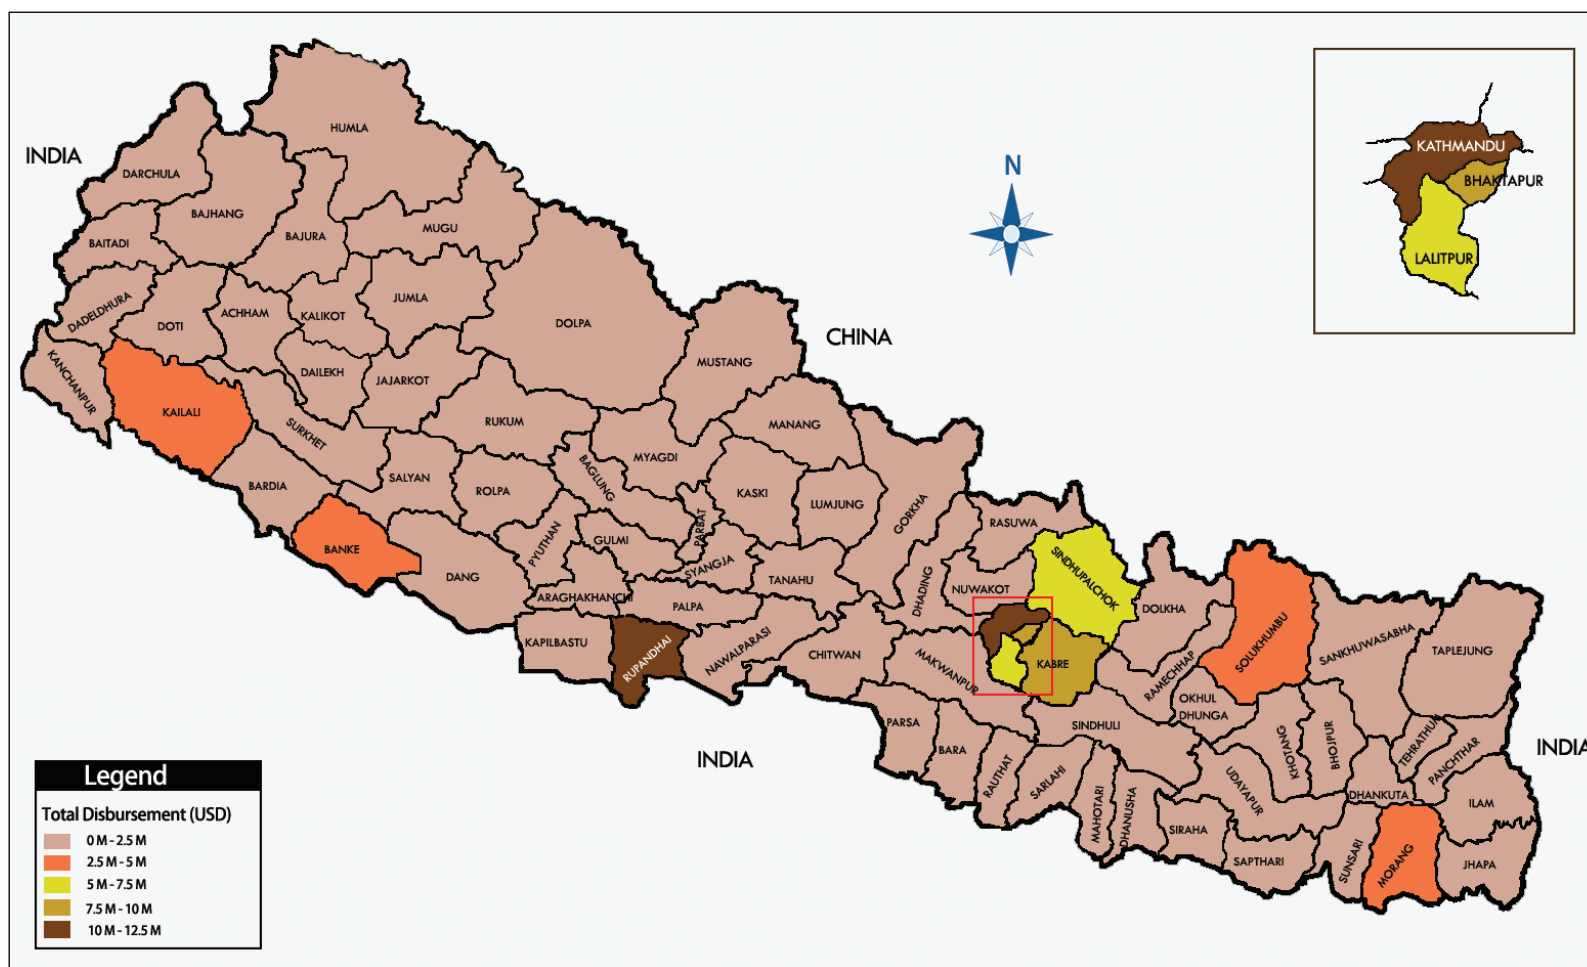 HUMLA
INDIA
DARCHULA
BAJHANG
MUGU
BAJURA
BAITADI
JUMLA
DADELDHURA
ACHHAM
KALIKOT
DOTI
DOLPA
KANCHANPUR
DAILEKH
JAJARKOT
KAILALI
SURKHET
RUKUM
MUSTANG
CHINA
MANANG
MYAGDI
BAGLUNG
SALYAN
ROLPA
BARDIA
KASKI
LUMJUNG
GORKHA
PARBAT
PYUTHAN
GULMI
BANKE
DANG
SYANGJA
TANAHU
ARAGHAKHANCHI
PALPA
KAPILBASTU
RUPANDHAI
NAWALPARASI
CHITWAN
DHADING
NUWAKOT
RASUWA
SINDHUPALCHOK
DOLKHA
MAKWANPUR
KABRE
RAMECHHAP
SOLUKHUMBU
SANKHUWASABHA
TAPLEJUNG
OKHUL
DHUNGA
PARSA
BARA
SINDHULI
RAUTHAT
SARLAHI
MAHOTARI
DHANUSHA
UDAYAPUR
KHOTANG
BHOJPUR
TEHRATHUM
PANCHTHAR
DHANKUTA
ILAM
SIRAHA
SAPTHARI
SUNSARI
MORANG
JHAPA
INDIA
INDIA
N
KATHMANDU
BHAKTAPUR
LALITPUR
Legend
Total Disbursement (USD)
0 M - 2.5 M
2.5 M - 5 M
5 M - 7.5 M
7.5 M - 10 M
10 M - 12.5 M